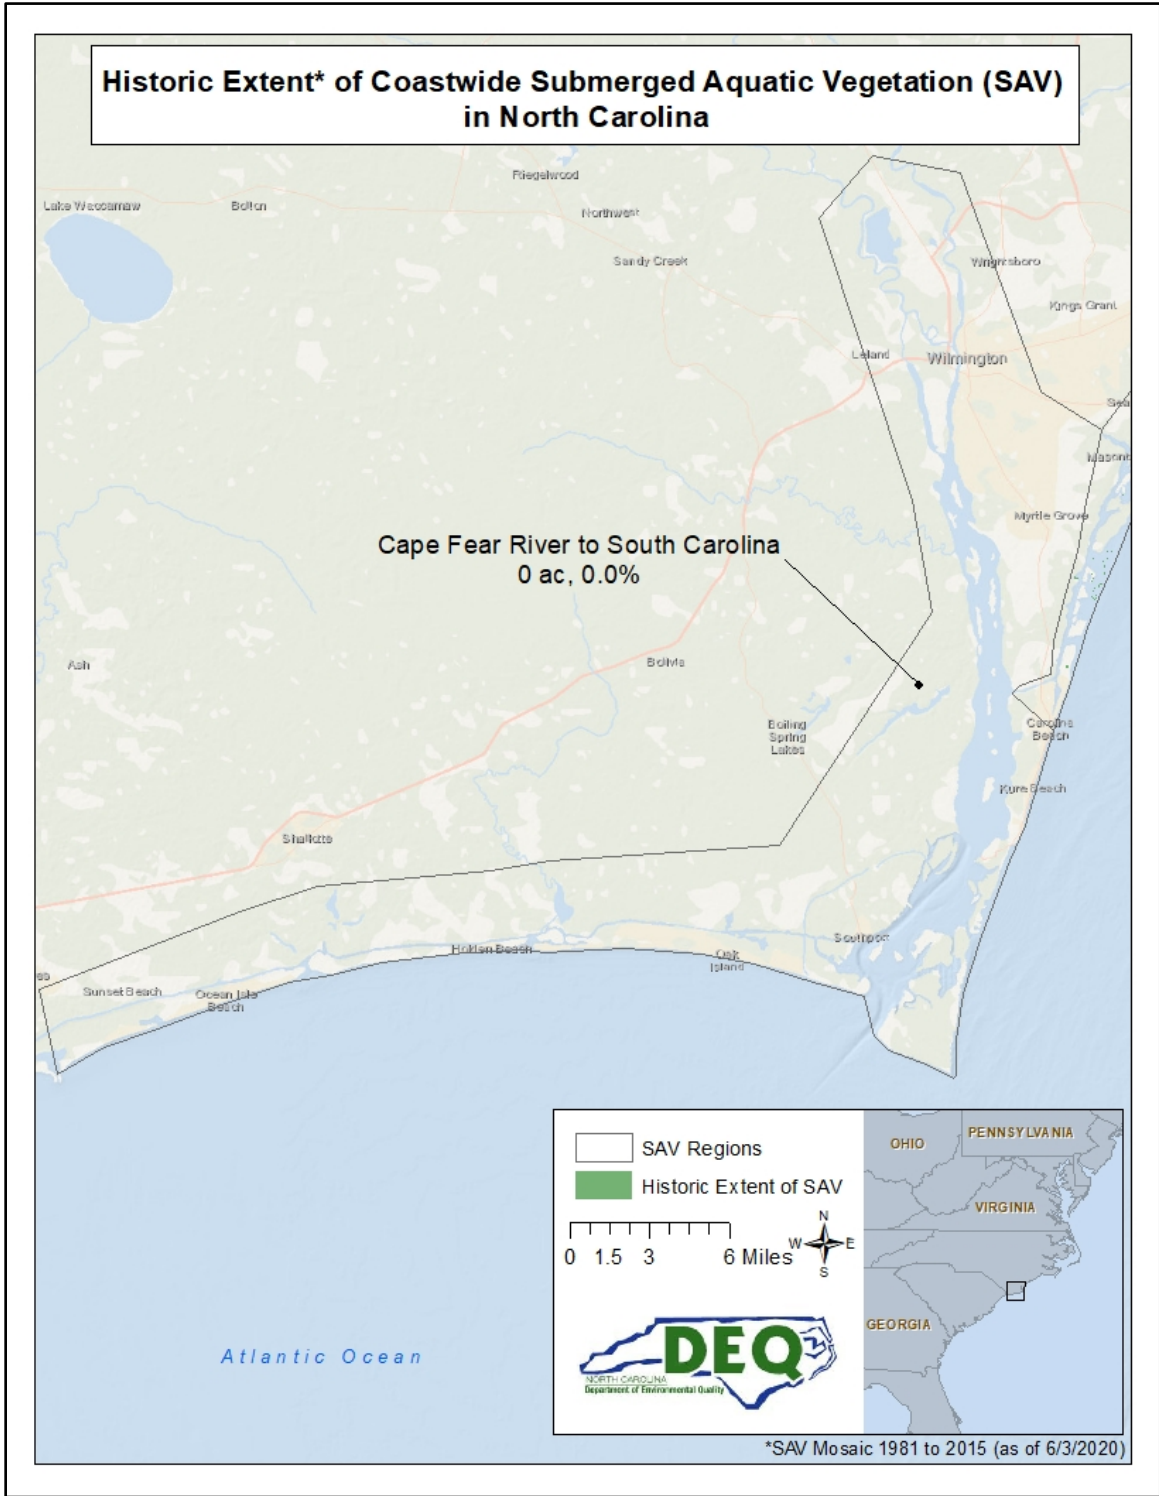 Historic Extent* of Coastwide Submerged Aquatic Vegetation (SAV)
in North Carolina
Riegelwood
Lake Waccamaw
Bolton
Northwest
Sandy Creek
Wrightsboro
Kings Grant
Leland
Wilmington
Sea
Masonb
Myrtle Grove
Cape Fear River to South Carolina
0 ac, 0.0%
Ash
Bolivia
Boiling
Spring
Lakes
Carolina
Beach
Kure Beach
Shallotte
Southport
Holden Beach
Oak
Island
es
Sunset Beach
Ocean Isle
Beach
Atlantic Ocean
SAV Regions
Historic Extent of SAV
0 1.5 3 6 Miles
N
W E
S
DEQ
NORTH CAROLINA
Department of Environmental Quality
OHIO
PENNSYLVANIA
VIRGINIA
GEORGIA
*SAV Mosaic 1981 to 2015 (as of 6/3/2020)